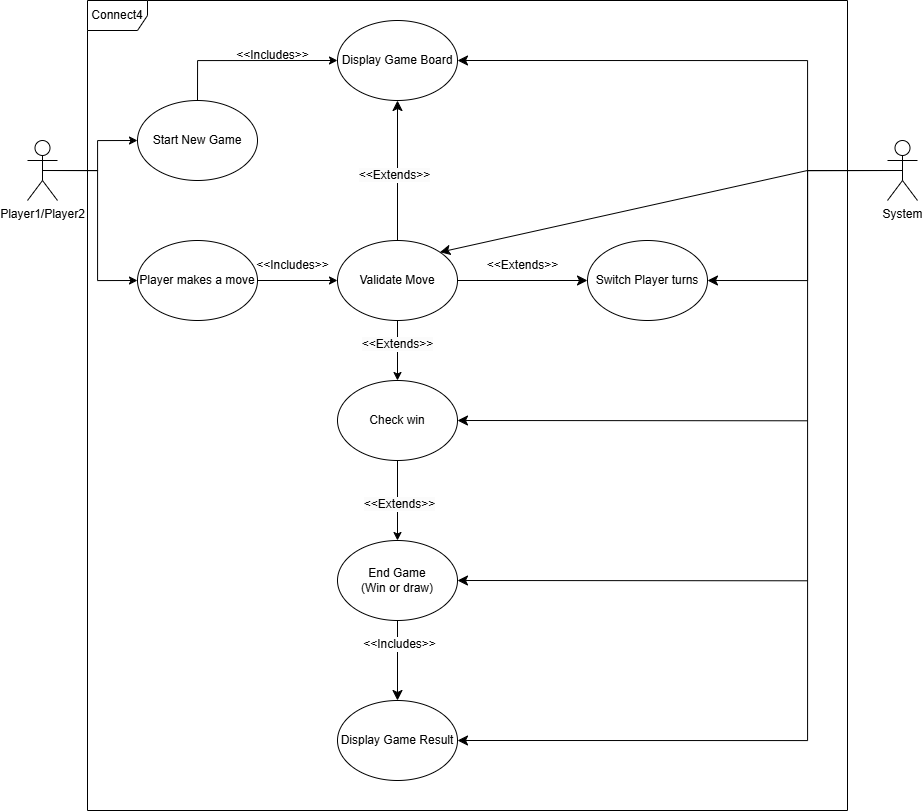 Connect4
<<Includes>>
Display Game Board
Start New Game
<<Extends>>
Player1/Player2
System
Player makes a move
<<Includes>>
Validate Move
<<Extends>>
Switch Player turns
<<Extends>>
Check win
<<Extends>>
End Game
(Win or draw)
<<Includes>>
Display Game Result